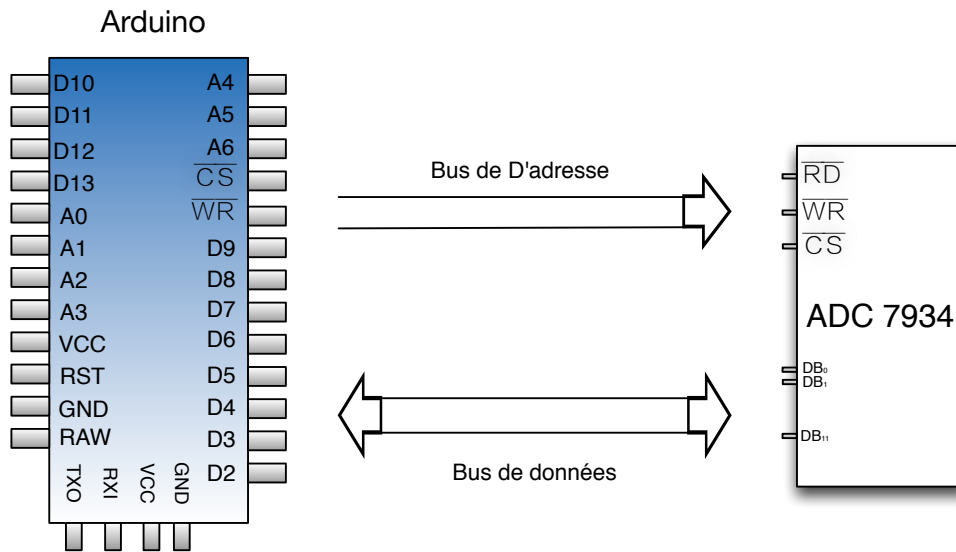 Arduino
D10 A4
D11 A5
D12 A6
D13 CS
A0 WR
A1 D9
A2 D8
A3 D7
VCC D6
RST D5
GND D4
RAW D3
D2
TXO RXI VCC GND
Bus de D'adresse
Bus de données
RD
WR
CS
ADC 7934
DB₀
DB₁
DB₁₁